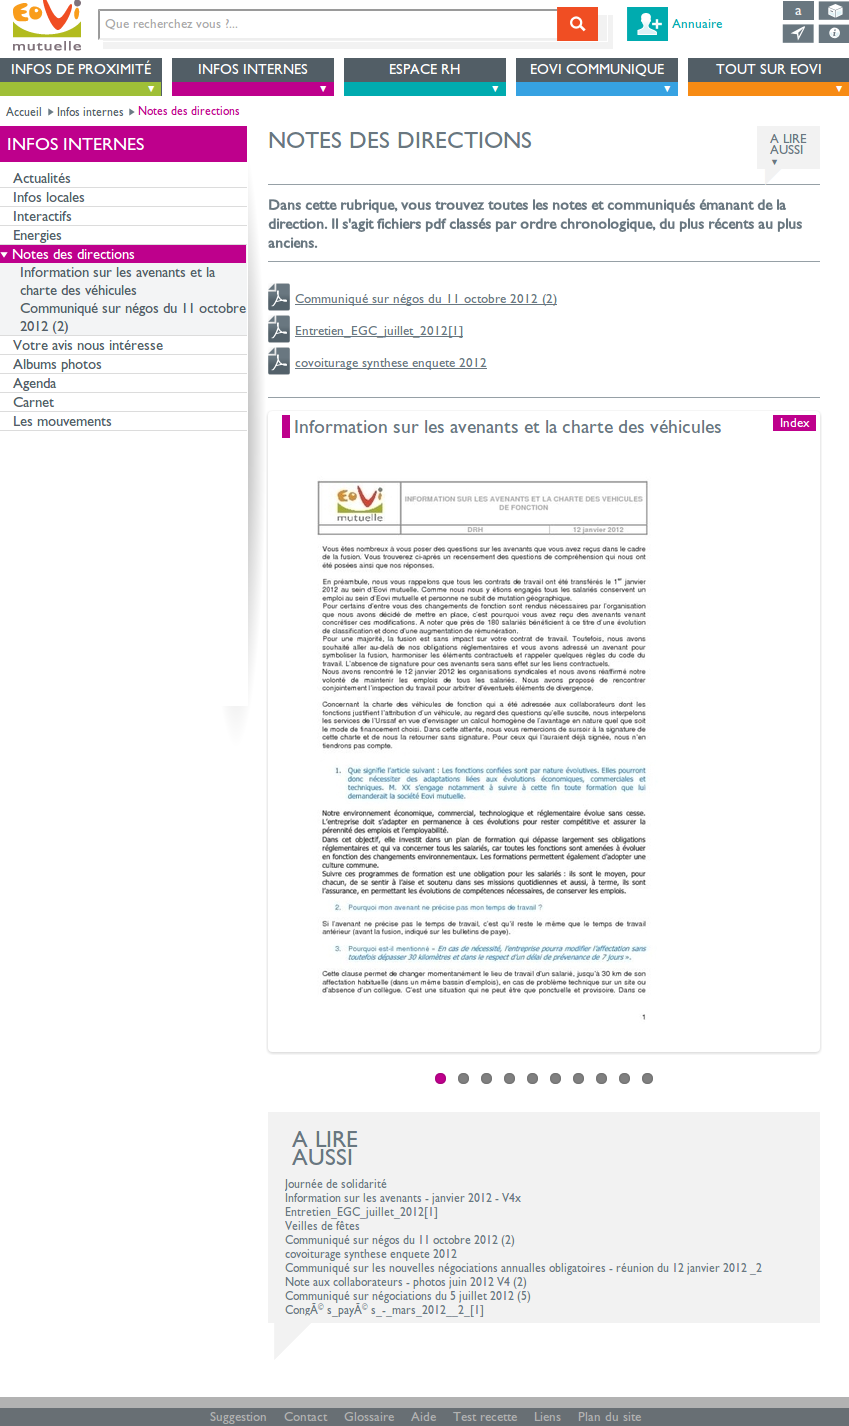 EOVI
mutuelle
Que recherchez vous ?...
Annuaire
a
INFOS DE PROXIMITÉ
INFOS INTERNES
ESPACE RH
EOVI COMMUNIQUE
TOUT SUR EOVI
Accueil
Infos internes
Notes des directions
INFOS INTERNES
Actualités
Infos locales
Interactifs
Energies
Notes des directions
Information sur les avenants et la
charte des véhicules
Communiqué sur négos du 11 octobre
2012 (2)
Votre avis nous intéresse
Albums photos
Agenda
Carnet
Les mouvements
NOTES DES DIRECTIONS
A LIRE
AUSSI
Dans cette rubrique, vous trouvez toutes les notes et communiqués émanant de la
direction. Il s'agit fichiers pdf classés par ordre chronologique, du plus récents au plus
anciens.
Communiqué sur négos du 11 octobre 2012 (2)
Entretien_EGC_juillet_2012[1]
covoiturage synthese enquete 2012
Information sur les avenants et la charte des véhicules
Index
EOVI
mutuelle
INFORMATION SUR LES AVENANTS ET LA CHARTE DES VEHICULES
DE FONCTION
DRH
12 janvier 2012
Vous êtes nombreux à vous poser des questions sur les avenants que vous avez reçus dans le cadre
de la fusion. Vous trouverez ci-après un recensement des questions de compréhension qui nous ont
été posées ainsi que nos réponses.
En préambule, nous vous rappelons que tous les contrats de travail ont été transférés le 1er janvier
2012 au sein d'Eovi mutuelle. Comme nous nous y étions engagés tous les salariés conservent un
emploi au sein d'Eovi mutuelle et personne ne subit de mutation géographique.
Pour certains d'entre vous des changements de fonction sont rendus nécessaires par l'organisation
que nous avons décidé de mettre en place, c'est pourquoi vous avez reçu des avenants venant
concrétiser ces modifications. A noter que près de 180 salariés bénéficient à ce titre d'une évolution
de classification et donc d'une augmentation de rémunération.
Pour une majorité, la fusion est sans impact sur votre contrat de travail. Toutefois, nous avons
souhaité aller au-delà de nos obligations réglementaires et vous avons adressé un avenant pour
symboliser la fusion, harmoniser les éléments contractuels et rappeler quelques règles du code du
travail. L'absence de signature pour ces avenants sera sans effet sur les liens contractuels.
Nous avons rencontré le 12 janvier 2012 les organisations syndicales et nous avons réaffirmé notre
volonté de maintenir les emplois de tous les salariés. Nous avons proposé de rencontrer
conjointement l'inspection du travail pour arbitrer d'éventuels éléments de divergence.
Concernant la charte des véhicules de fonction qui a été adressée aux collaborateurs dont les
fonctions justifient l'attribution d'un véhicule, au regard des questions qu'elle suscite, nous interpelons
les services de l'Urssaf en vue d'envisager un calcul homogène de l'avantage en nature quel que soit
le mode de financement choisi. Dans cette attente, nous vous remercions de surseoir à la signature de
cette charte et de nous la retourner sans signature. Pour ceux qui l'auraient déjà signée, nous n'en
tiendrons pas compte.
1. Que signifie l'article suivant : Les fonctions confiées sont par nature évolutives. Elles pourront
donc nécessiter des adaptations liées aux évolutions économiques, commerciales et
techniques. M. XX s'engage notamment à suivre à cette fin toute formation que lui
demanderait la société Eovi mutuelle.
Notre environnement économique, commercial, technologique et réglementaire évolue sans cesse.
L'entreprise doit s'adapter en permanence à ces évolutions pour rester compétitive et assurer la
pérennité des emplois et l'employabilité.
Dans cet objectif, elle investit dans un plan de formation qui dépasse largement ses obligations
réglementaires et qui va concerner tous les salariés, car toutes les fonctions sont amenées à évoluer
en fonction des changements environnementaux. Les formations permettent également d'adopter une
culture commune.
Suivre ces programmes de formation est une obligation pour les salariés : ils sont le moyen, pour
chacun, de se sentir à l'aise et soutenu dans ses missions quotidiennes et aussi, à terme, ils sont
l'assurance, en permettant les évolutions de compétences nécessaires, de conserver les emplois.
2. Pourquoi mon avenant ne précise pas mon temps de travail ?
Si l'avenant ne précise pas le temps de travail, c'est qu'il reste le même que le temps de travail
antérieur (avant la fusion, indiqué sur les bulletins de paye).
3. Pourquoi est-il mentionné « En cas de nécessité, l'entreprise pourra modifier l'affectation sans
toutefois dépasser 30 kilomètres et dans le respect d'un délai de prévenance de 7 jours ».
Cette clause permet de changer momentanément le lieu de travail d'un salarié, jusqu'à 30 km de son
affectation habituelle (dans un même bassin d'emplois), en cas de problème technique sur un site ou
d'absence d'un collègue. C'est une situation qui ne peut être que ponctuelle et provisoire. Dans ce
1
A LIRE
AUSSI
Journée de solidarité
Information sur les avenants - janvier 2012 - V4x
Entretien_EGC_juillet_2012[1]
Veilles de fêtes
Communiqué sur négos du 11 octobre 2012 (2)
covoiturage synthese enquete 2012
Communiqué sur les nouvelles négociations annualles obligatoires - réunion du 12 janvier 2012 _2
Note aux collaborateurs - photos juin 2012 V4 (2)
Communiqué sur négociations du 5 juillet 2012 (5)
CongÃ© s_payÃ© s_-_mars_2012__2_[1]
Suggestion
Contact
Glossaire
Aide
Test recette
Liens
Plan du site